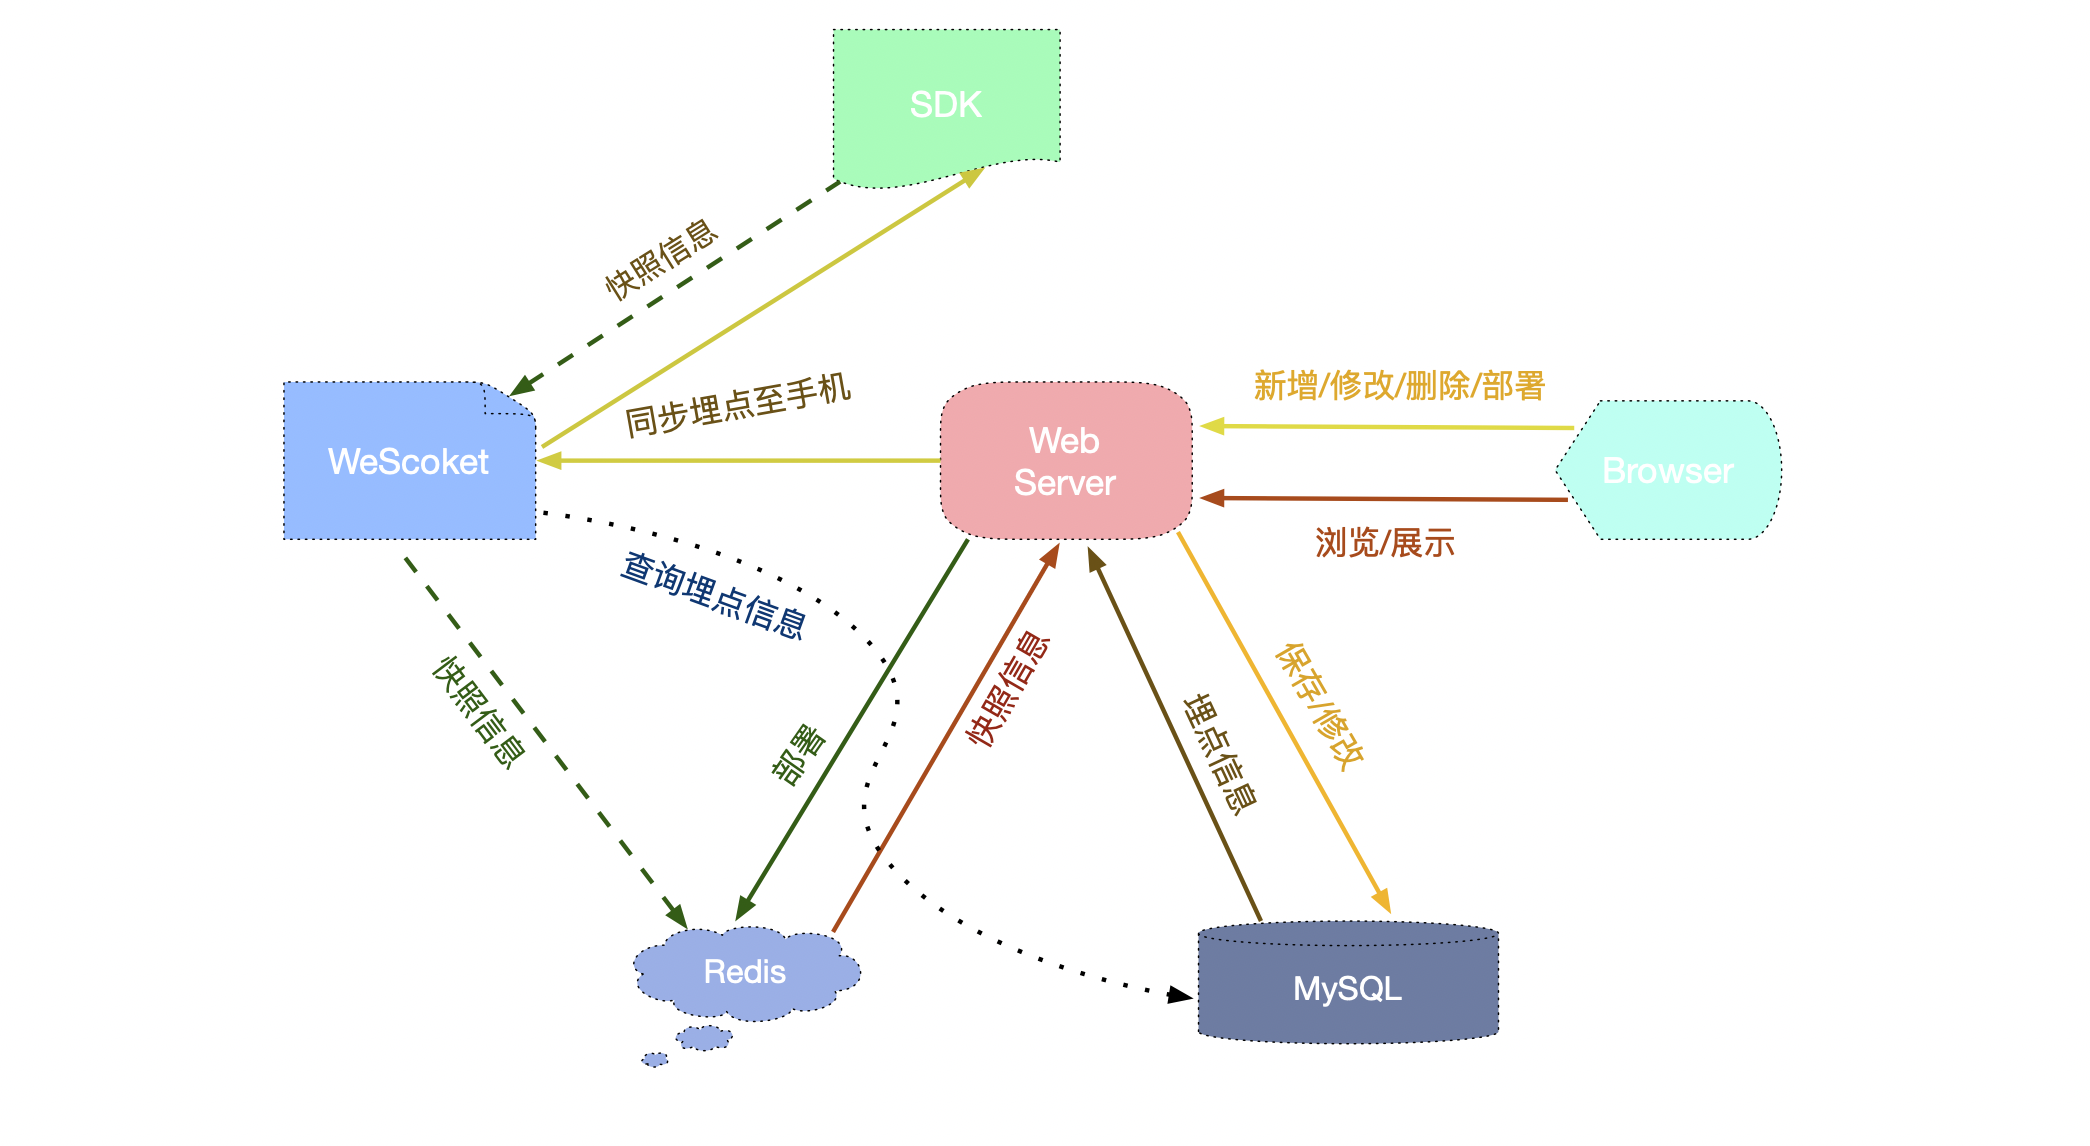 SDK
快照信息
同步埋点至手机
新增/修改/删除/部署
WeScoket
Web
Server
Browser
浏览/展示
查询埋点信息
快照信息
部署
快照信息
埋点信息
保存/修改
Redis
MySQL